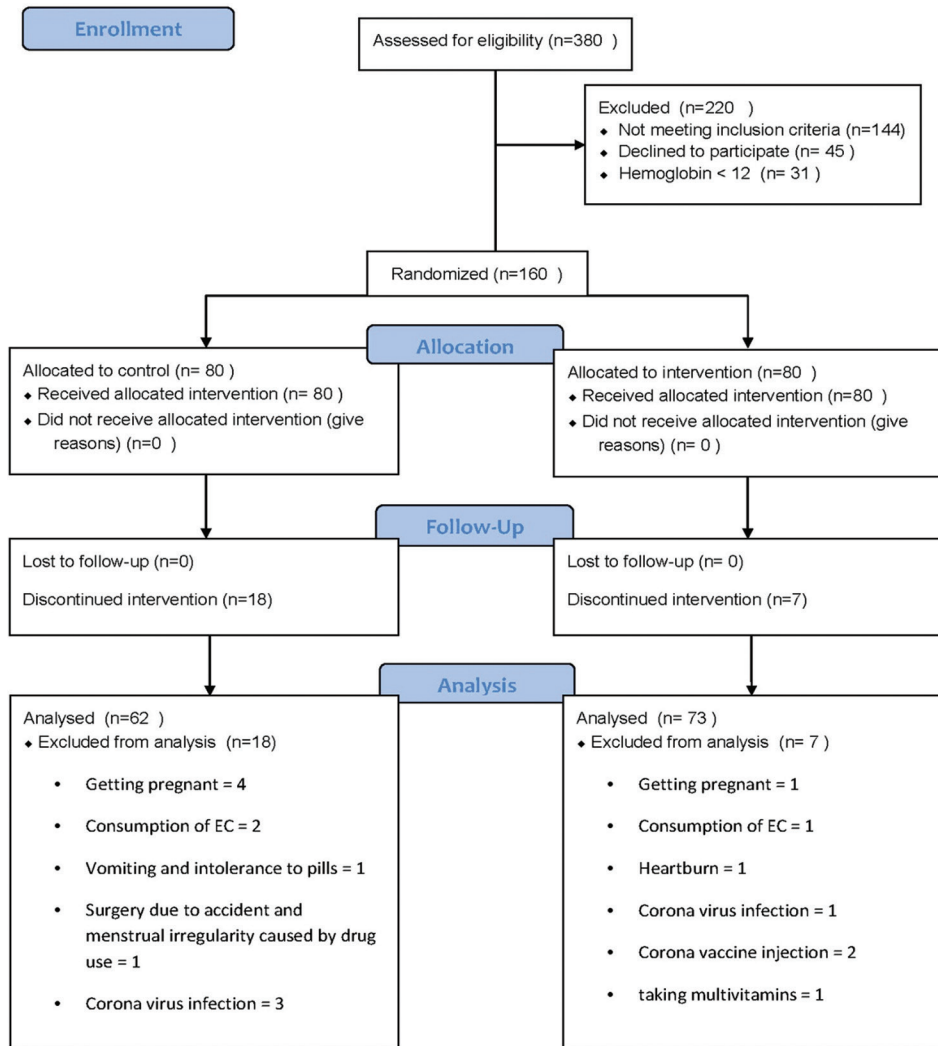 Enrollment
Assessed for eligibility (n=380 )
Excluded (n=220 )
◆ Not meeting inclusion criteria (n=144)
◆ Declined to participate (n= 45 )
◆ Hemoglobin < 12 (n= 31 )
Randomized (n=160 )
Allocation
Allocated to control (n= 80 )
◆ Received allocated intervention (n= 80 )
◆ Did not receive allocated intervention (give
reasons) (n=0 )
Allocated to intervention (n=80 )
◆ Received allocated intervention (n=80 )
◆ Did not receive allocated intervention (give
reasons) (n= 0 )
Follow-Up
Lost to follow-up (n=0)
Discontinued intervention (n=18)
Lost to follow-up (n= 0)
Discontinued intervention (n=7)
Analysis
Analysed (n=62 )
◆ Excluded from analysis (n=18)
• Getting pregnant = 4
• Consumption of EC = 2
• Vomiting and intolerance to pills = 1
• Surgery due to accident and
menstrual irregularity caused by drug
use = 1
• Corona virus infection = 3
Analysed (n= 73 )
◆ Excluded from analysis (n= 7 )
• Getting pregnant = 1
• Consumption of EC = 1
• Heartburn = 1
• Corona virus infection = 1
• Corona vaccine injection = 2
• taking multivitamins = 1